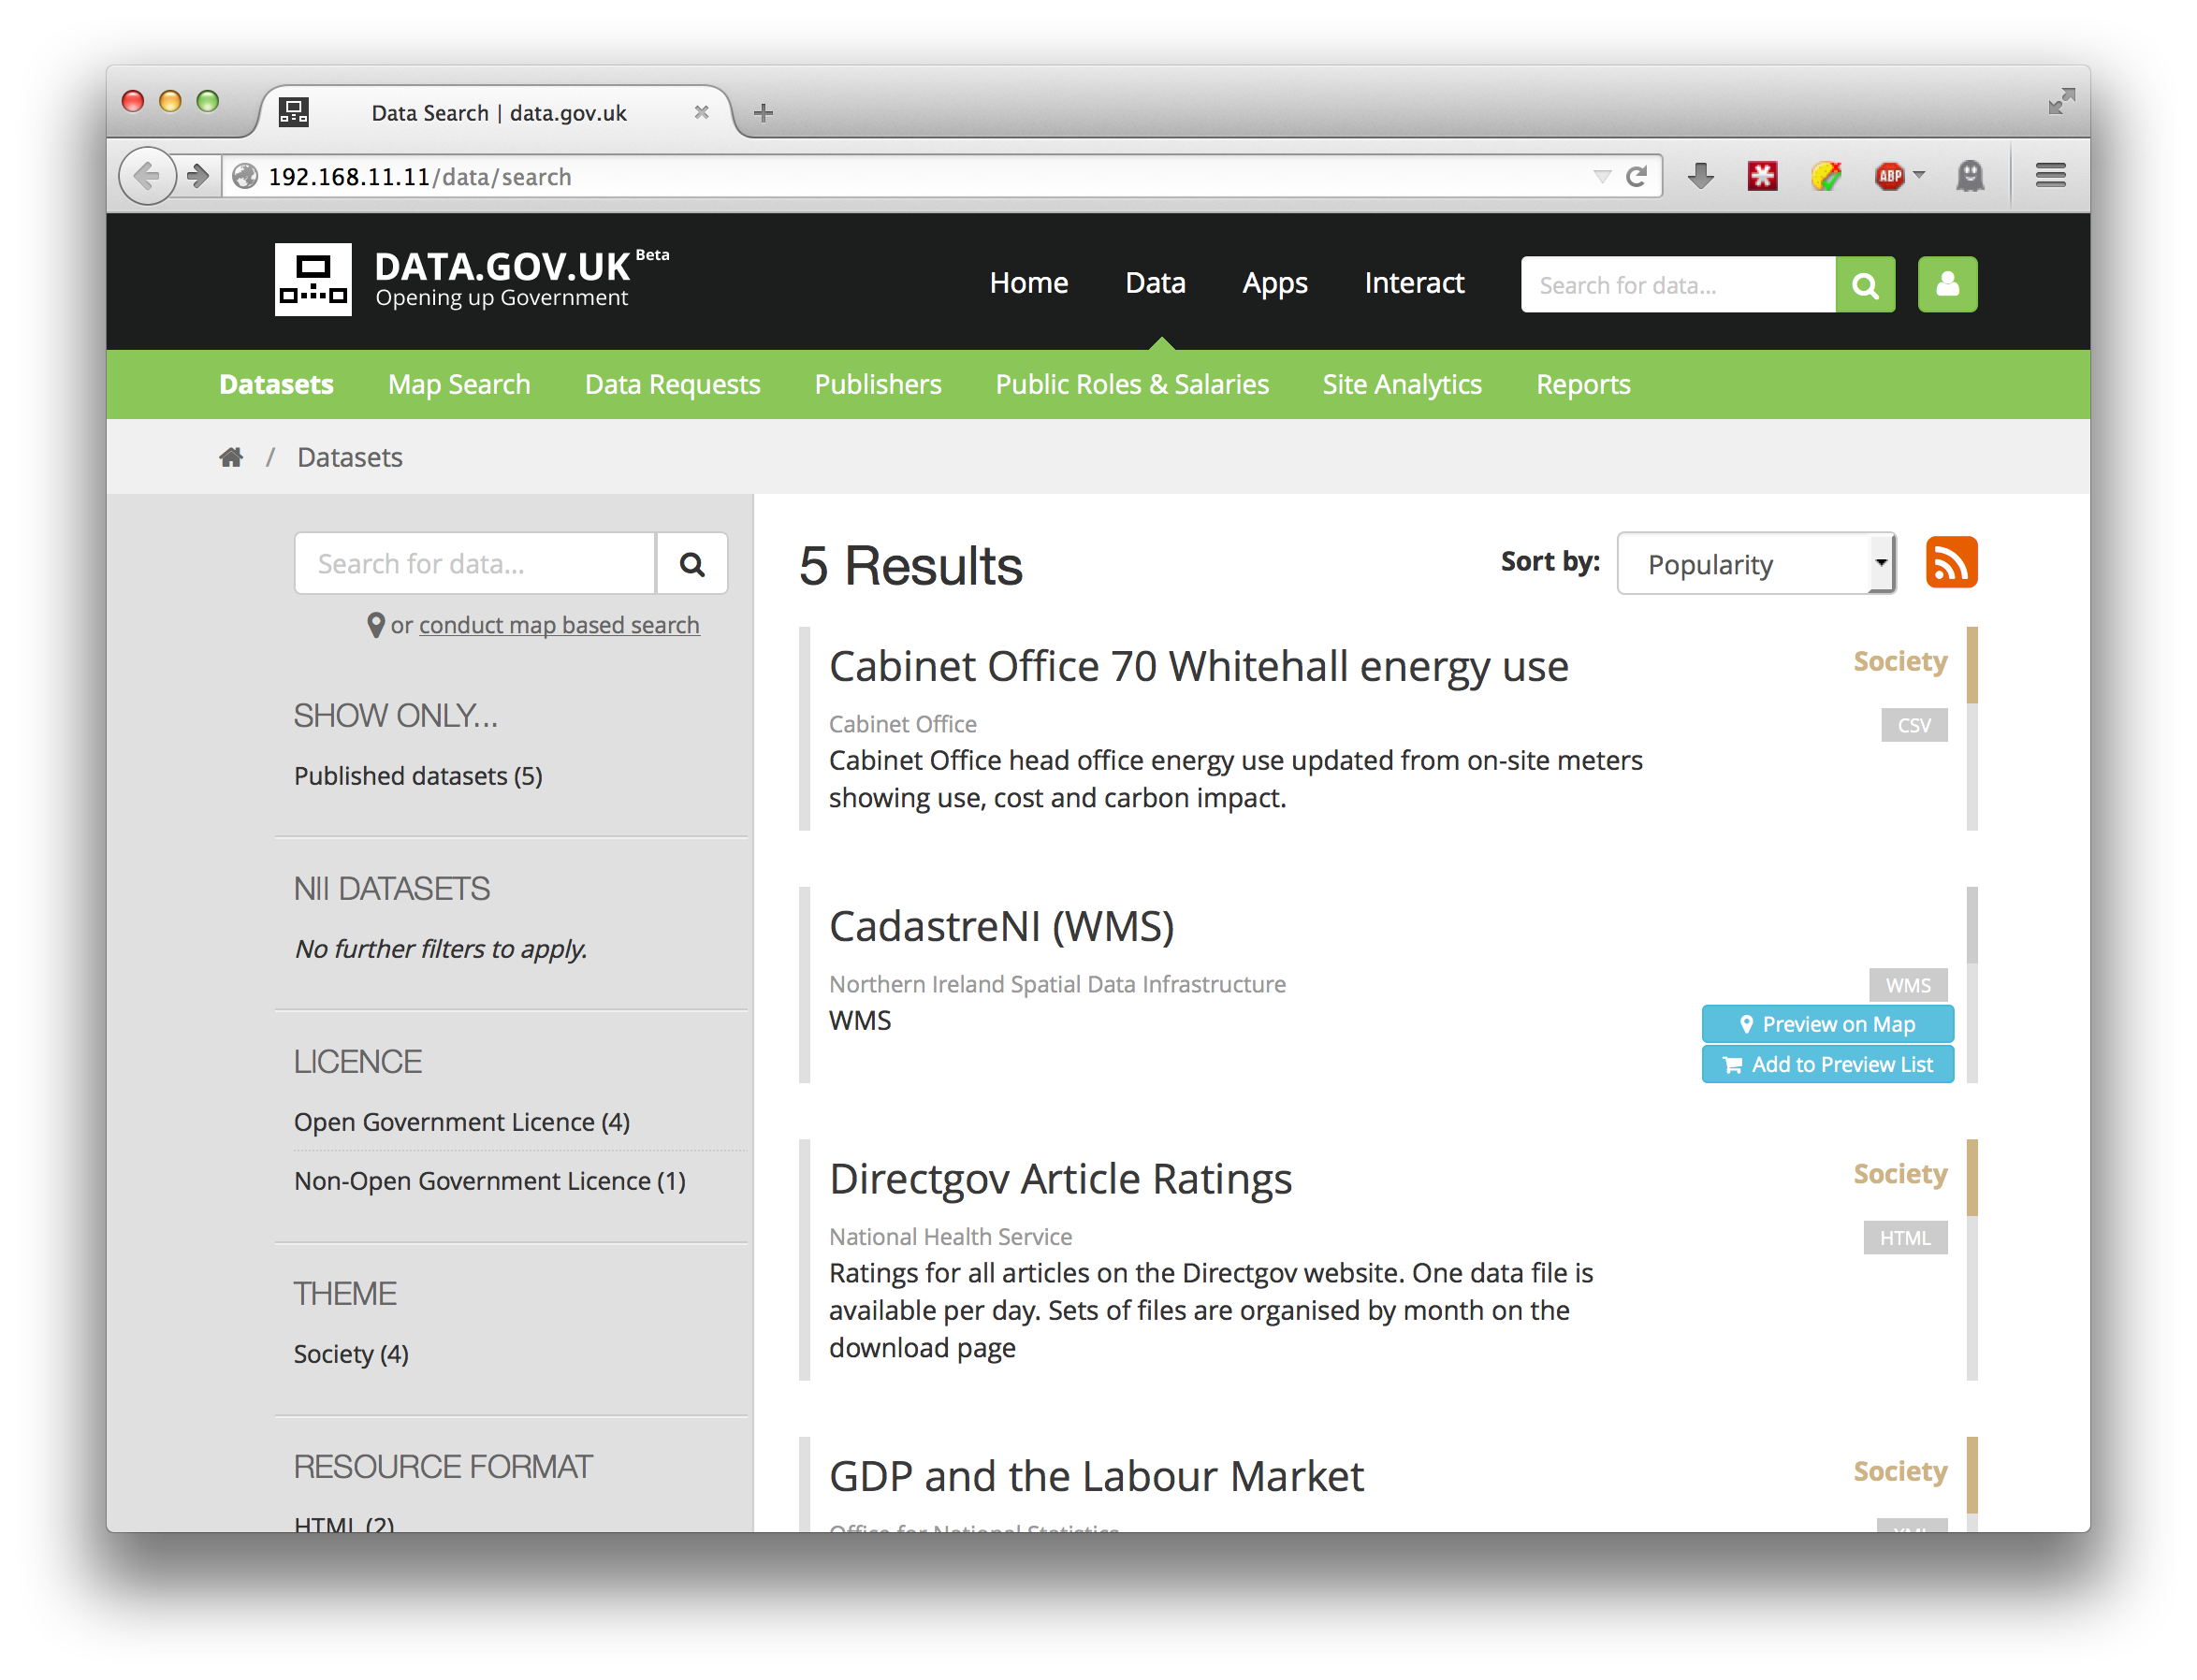 Data Search | data.gov.uk
192.168.11.11/data/search
ABP
DATA.GOV.UK Beta
Opening up Government
Home Data Apps Interact Search for data...
Datasets Map Search Data Requests Publishers Public Roles & Salaries Site Analytics Reports
/ Datasets
Search for data...
or conduct map based search
SHOW ONLY...
Published datasets (5)
NII DATASETS
No further filters to apply.
LICENCE
Open Government Licence (4)
Non-Open Government Licence (1)
THEME
Society (4)
RESOURCE FORMAT
HTML (2)
5 Results
Sort by: Popularity
Cabinet Office 70 Whitehall energy use
Society
Cabinet Office
CSV
Cabinet Office head office energy use updated from on-site meters
showing use, cost and carbon impact.
CadastreNI (WMS)
Northern Ireland Spatial Data Infrastructure
WMS
WMS
Preview on Map
Add to Preview List
Directgov Article Ratings
Society
National Health Service
HTML
Ratings for all articles on the Directgov website. One data file is
available per day. Sets of files are organised by month on the
download page
GDP and the Labour Market
Society
Office for National Statistics
XML